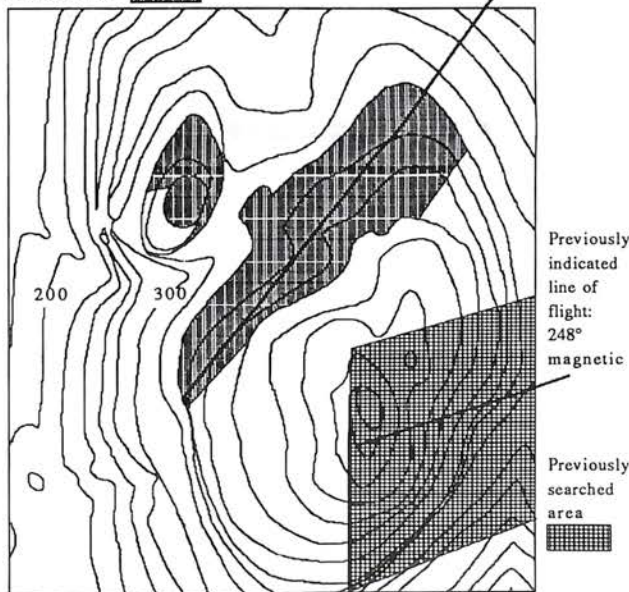 200
300
Previously
indicated
line of
flight:
248°
magnetic
Previously
searched
area